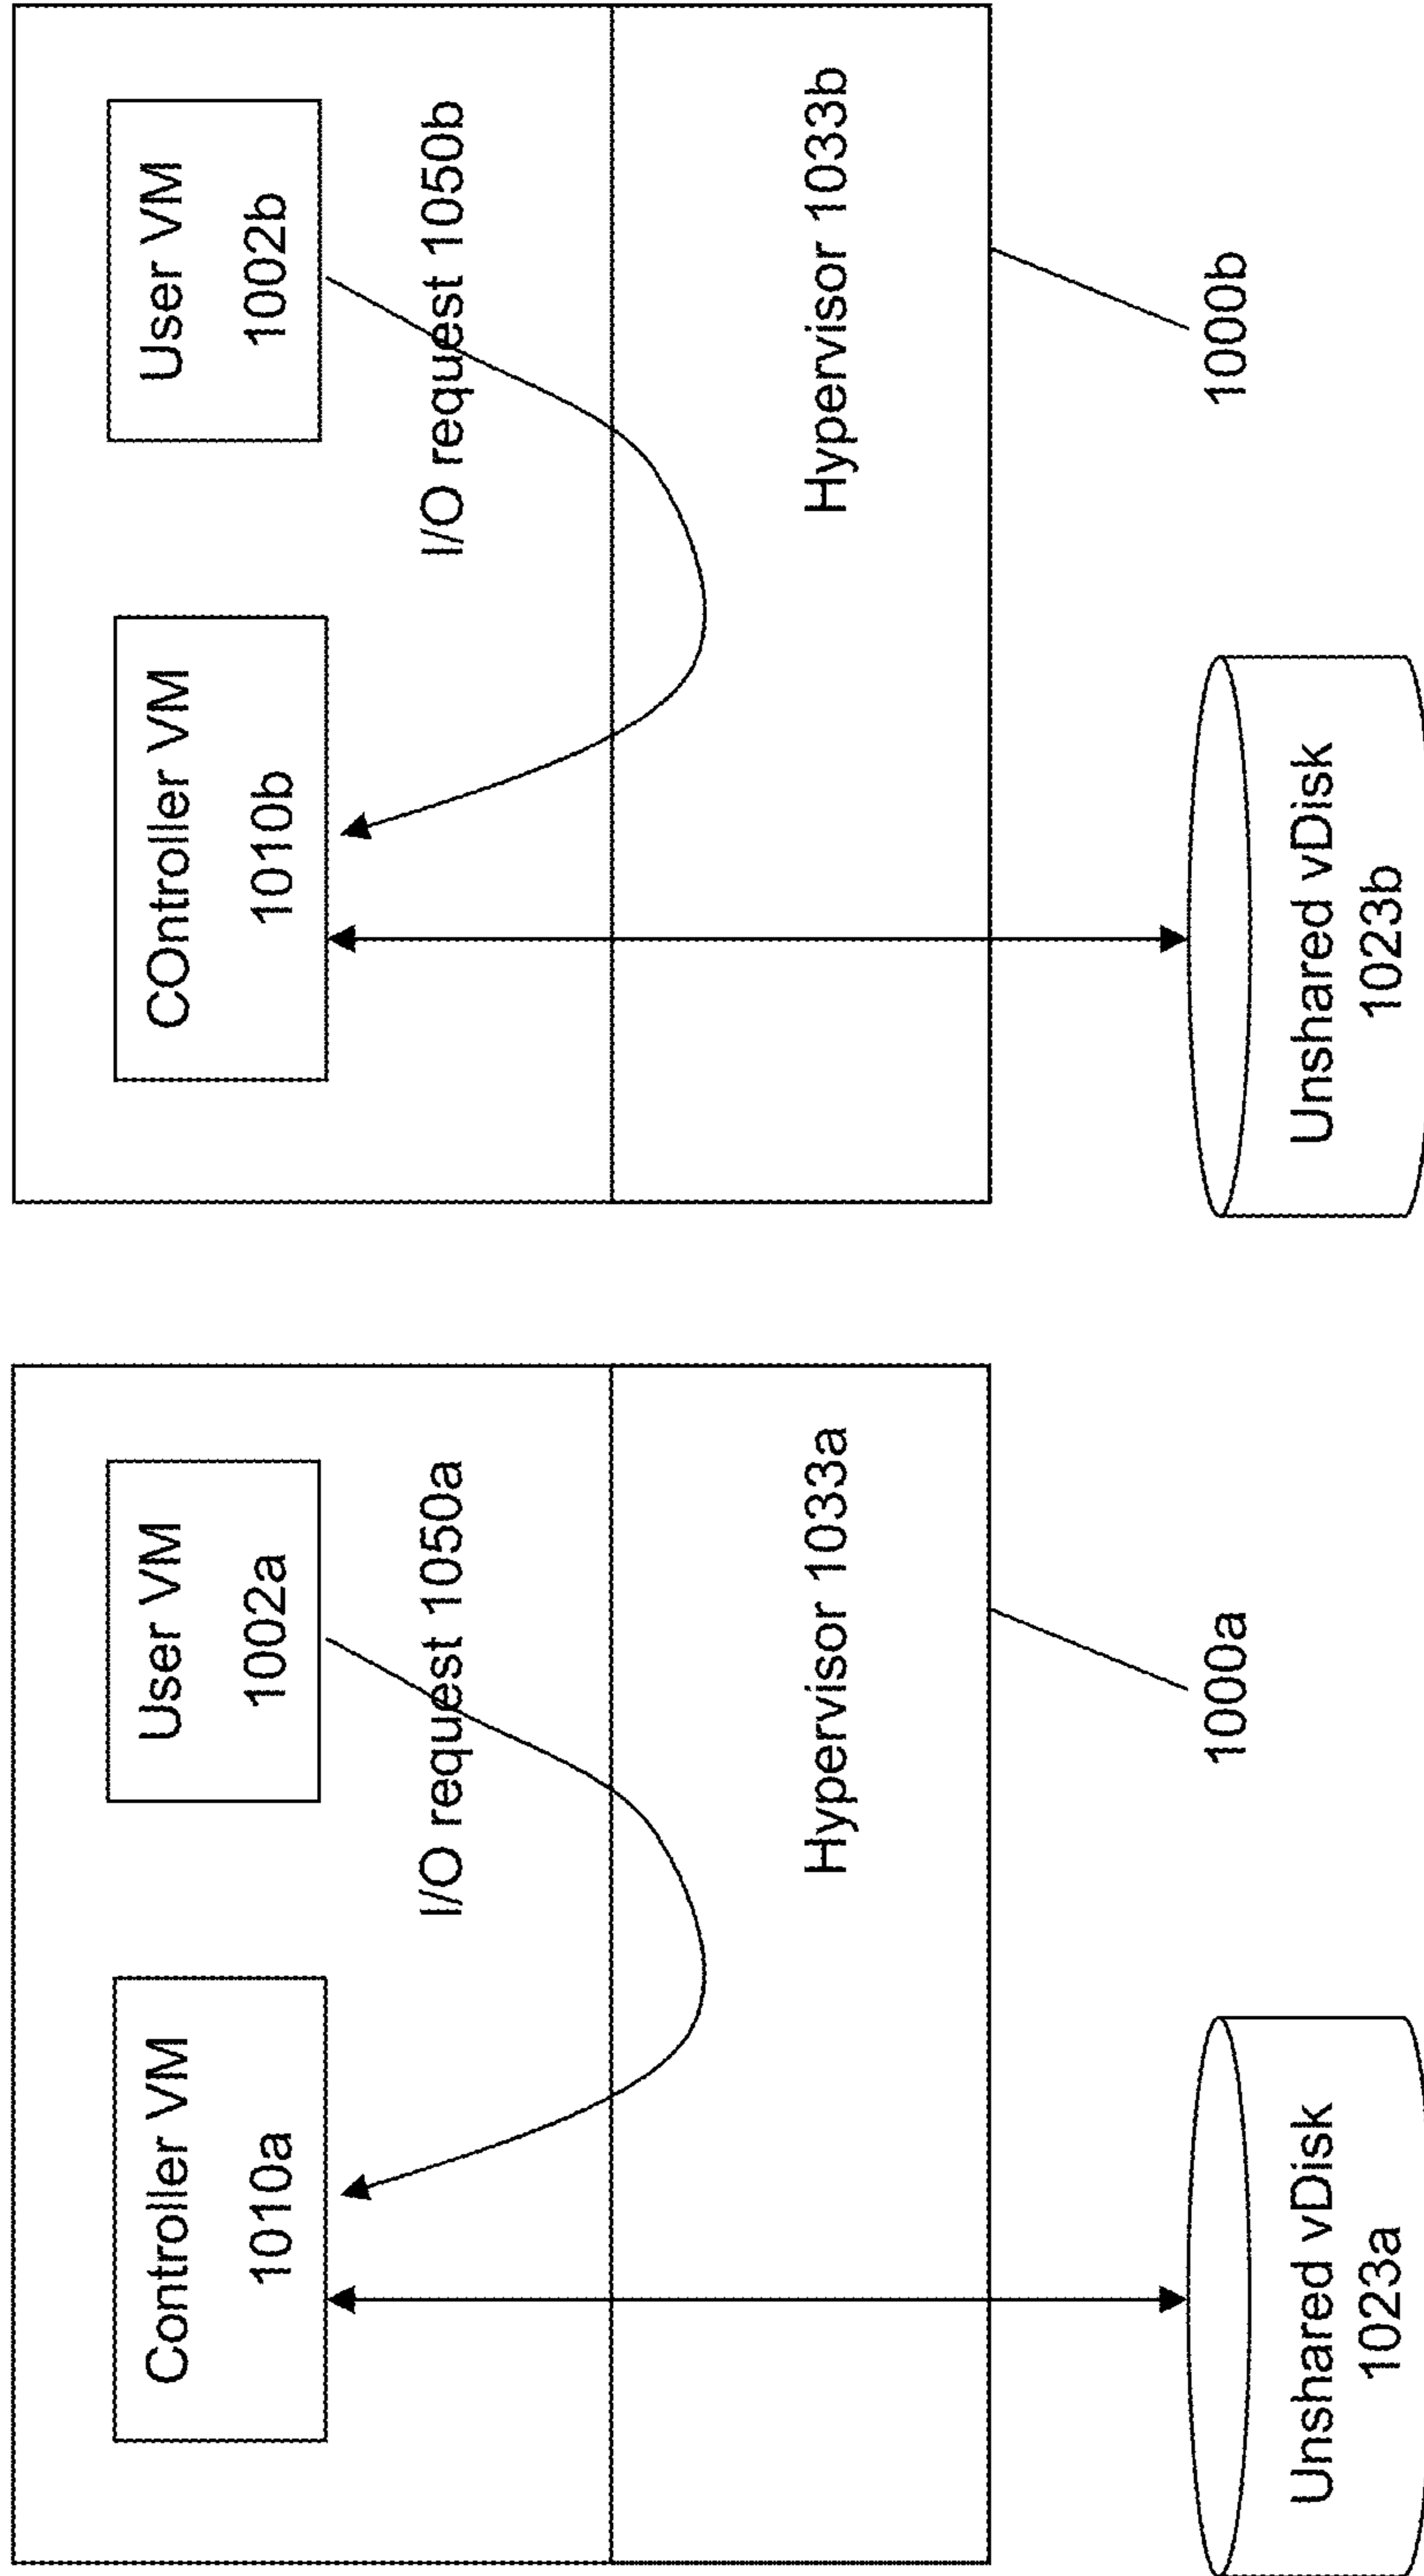 Controller VM
1010a
User VM
1002a
I/O request 1050a
Hypervisor 1033a
1000a
Unshared vDisk
1023a
COntroller VM
1010b
User VM
1002b
I/O request 1050b
Hypervisor 1033b
1000b
Unshared vDisk
1023b